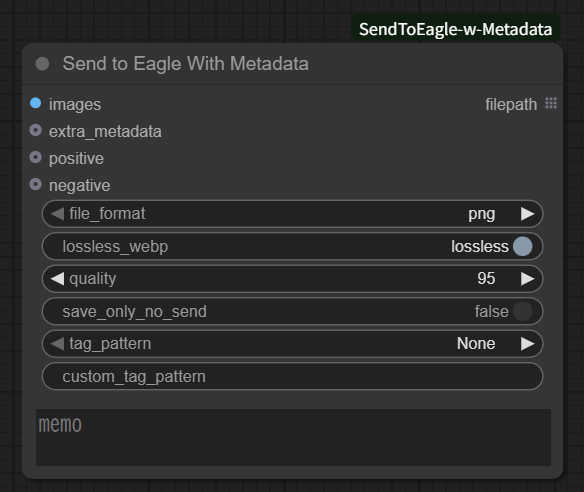 SendToEagle-w-Metadata
Send to Eagle With Metadata
images filepath
extra_metadata
positive
negative
file_format png
lossless_webp lossless
quality 95
save_only_no_send false
tag_pattern None
custom_tag_pattern
memo